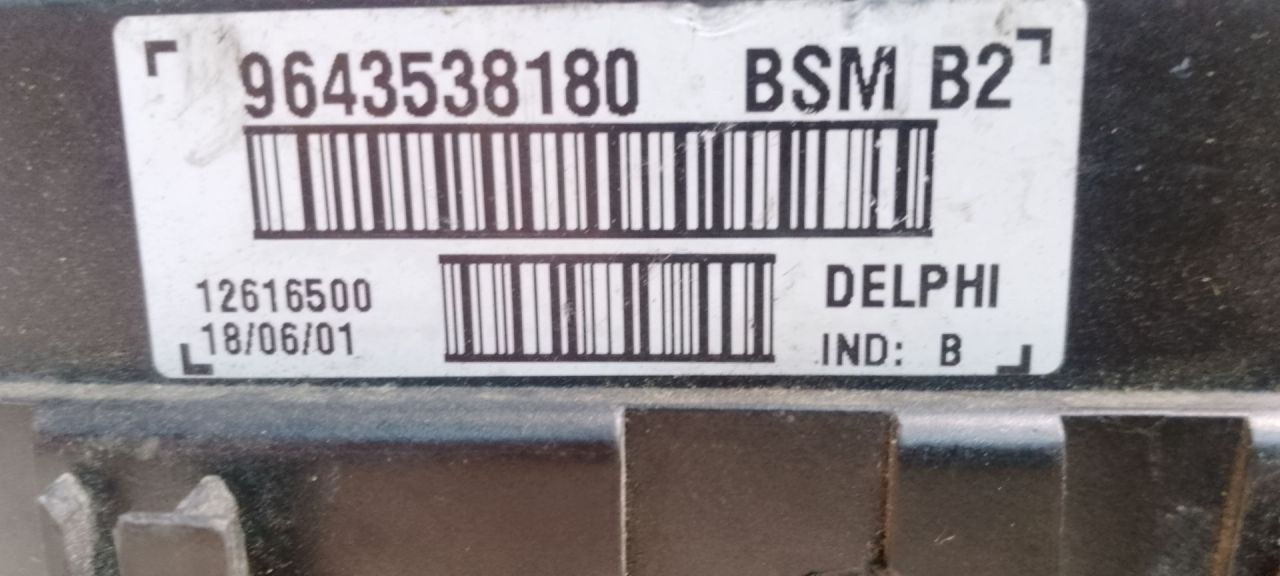 9643538180 BSM B2
12616500 DELPHI
18/06/01 IND: B